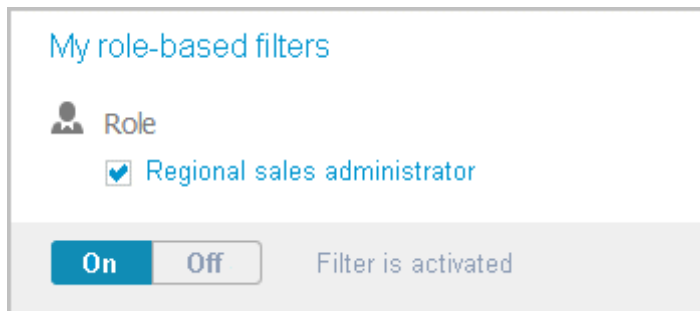 My role-based filters
Role
Regional sales administrator
On Off Filter is activated